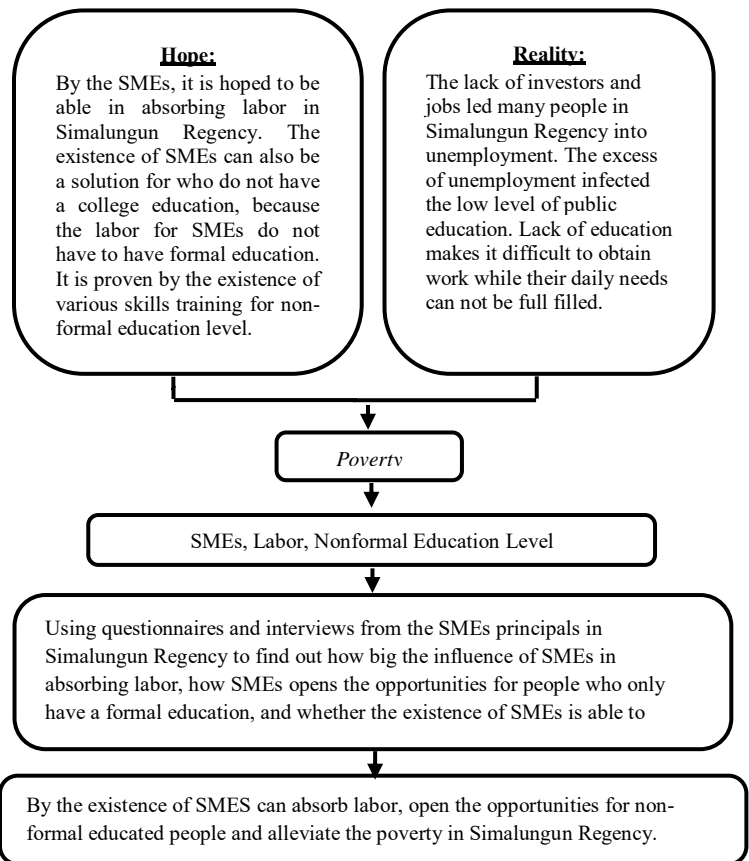 Hope:
By the SMEs, it is hoped to be
able in absorbing labor in
Simalungun Regency. The
existence of SMEs can also be
a solution for who do not have
a college education, because
the labor for SMEs do not
have to have formal education.
It is proven by the existence of
various skills training for non-
formal education level.
Reality:
The lack of investors and
jobs led many people in
Simalungun Regency into
unemployment. The excess
of unemployment infected
the low level of public
education. Lack of education
makes it difficult to obtain
work while their daily needs
can not be full filled.
Poverty
SMEs, Labor, Nonformal Education Level
Using questionnaires and interviews from the SMEs principals in
Simalungun Regency to find out how big the influence of SMEs in
absorbing labor, how SMEs opens the opportunities for people who only
have a formal education, and whether the existence of SMEs is able to
By the existence of SMES can absorb labor, open the opportunities for non-
formal educated people and alleviate the poverty in Simalungun Regency.